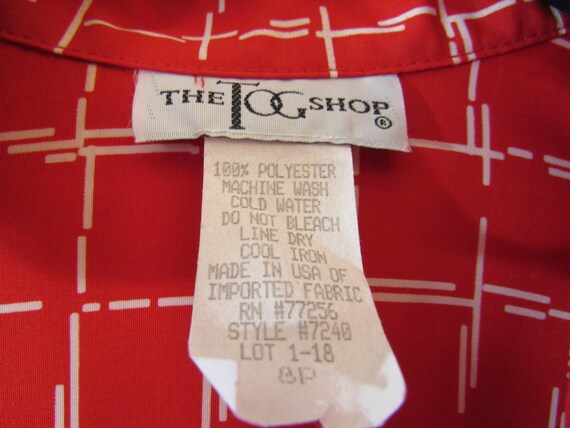 THE TOG SHOP ®
100% POLYESTER
MACHINE WASH
COLD WATER
DO NOT BLEACH
LINE DRY
COOL IRON
MADE IN USA OF
IMPORTED FABRIC
RN #77256
STYLE #7240
LOT 1-18
8P